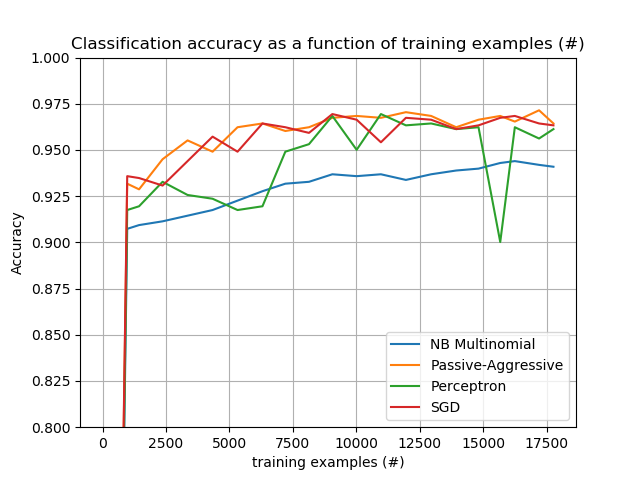 Classification accuracy as a function of training examples (#)
1.000
0.975
0.950
0.925
0.900
0.875
0.850
0.825
0.800
Accuracy
NB Multinomial
Passive-Aggressive
Perceptron
SGD
0 2500 5000 7500 10000 12500 15000 17500
training examples (#)